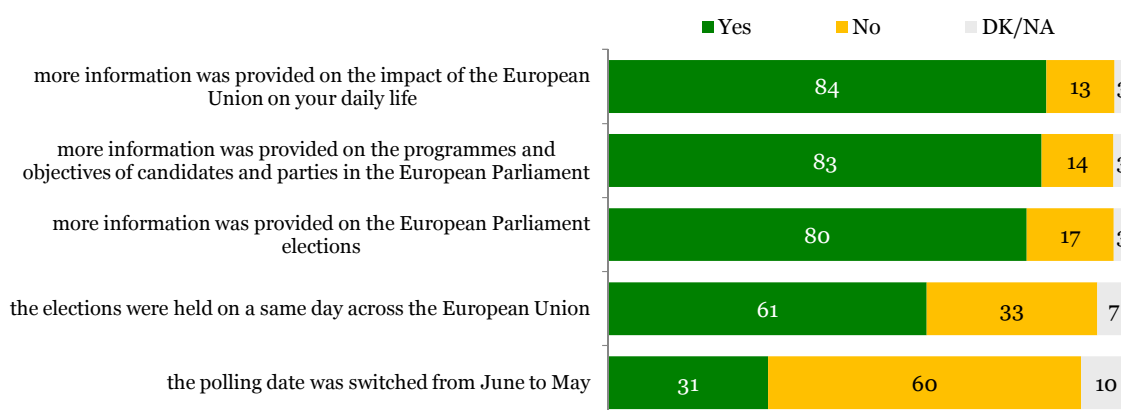 Yes No DK/NA
more information was provided on the impact of the European
Union on your daily life
84 13 3
more information was provided on the programmes and
objectives of candidates and parties in the European Parliament
83 14 3
more information was provided on the European Parliament
elections
80 17 3
the elections were held on a same day across the European Union
61 33 7
the polling date was switched from June to May
31 60 10